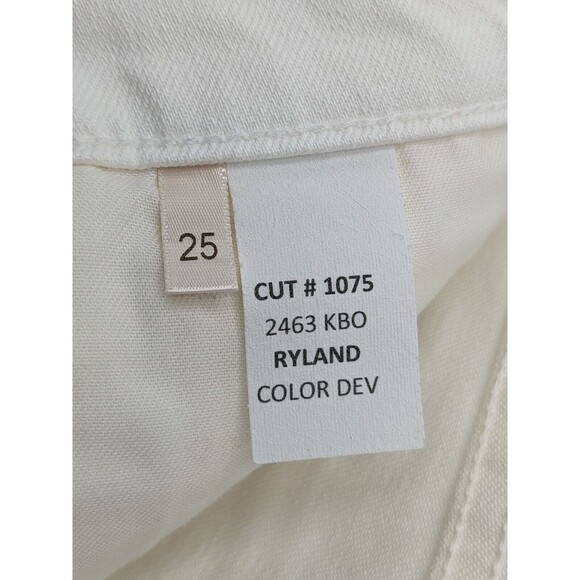 25
CUT # 1075
2463 KBO
RYLAND
COLOR DEV